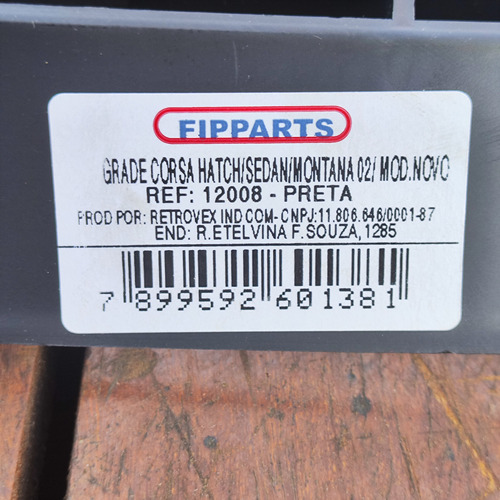 FIPPARTS
GRADE CORSA HATCH/SEDAN/MONTANA 02/ MOD.NOVO
REF: 12008 - PRETA
PROD POR: RETROVEX IND COM- CNPJ:11.806.646/0001-87
END: R.ETELVINA F.SOUZA,1285
7 899592 601381